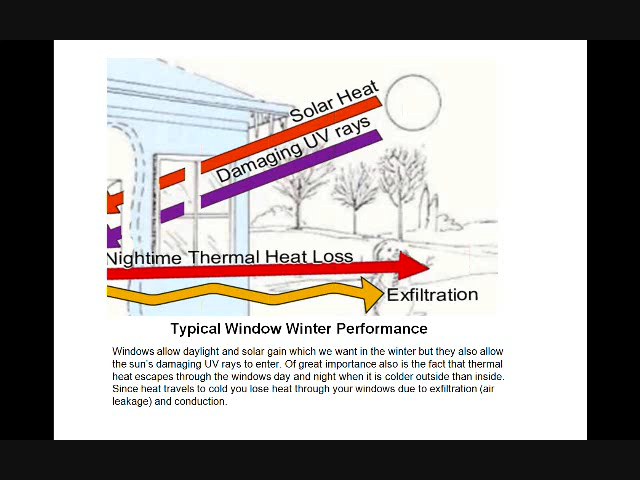 Solar Heat
Damaging UV rays
Nightime Thermal Heat Loss
Exfiltration
Typical Window Winter Performance
Windows allow daylight and solar gain which we want in the winter but they also allow
the sun's damaging UV rays to enter. Of great importance also is the fact that thermal
heat escapes through the windows day and night when it is colder outside than inside.
Since heat travels to cold you lose heat through your windows due to exfiltration (air
leakage) and conduction.